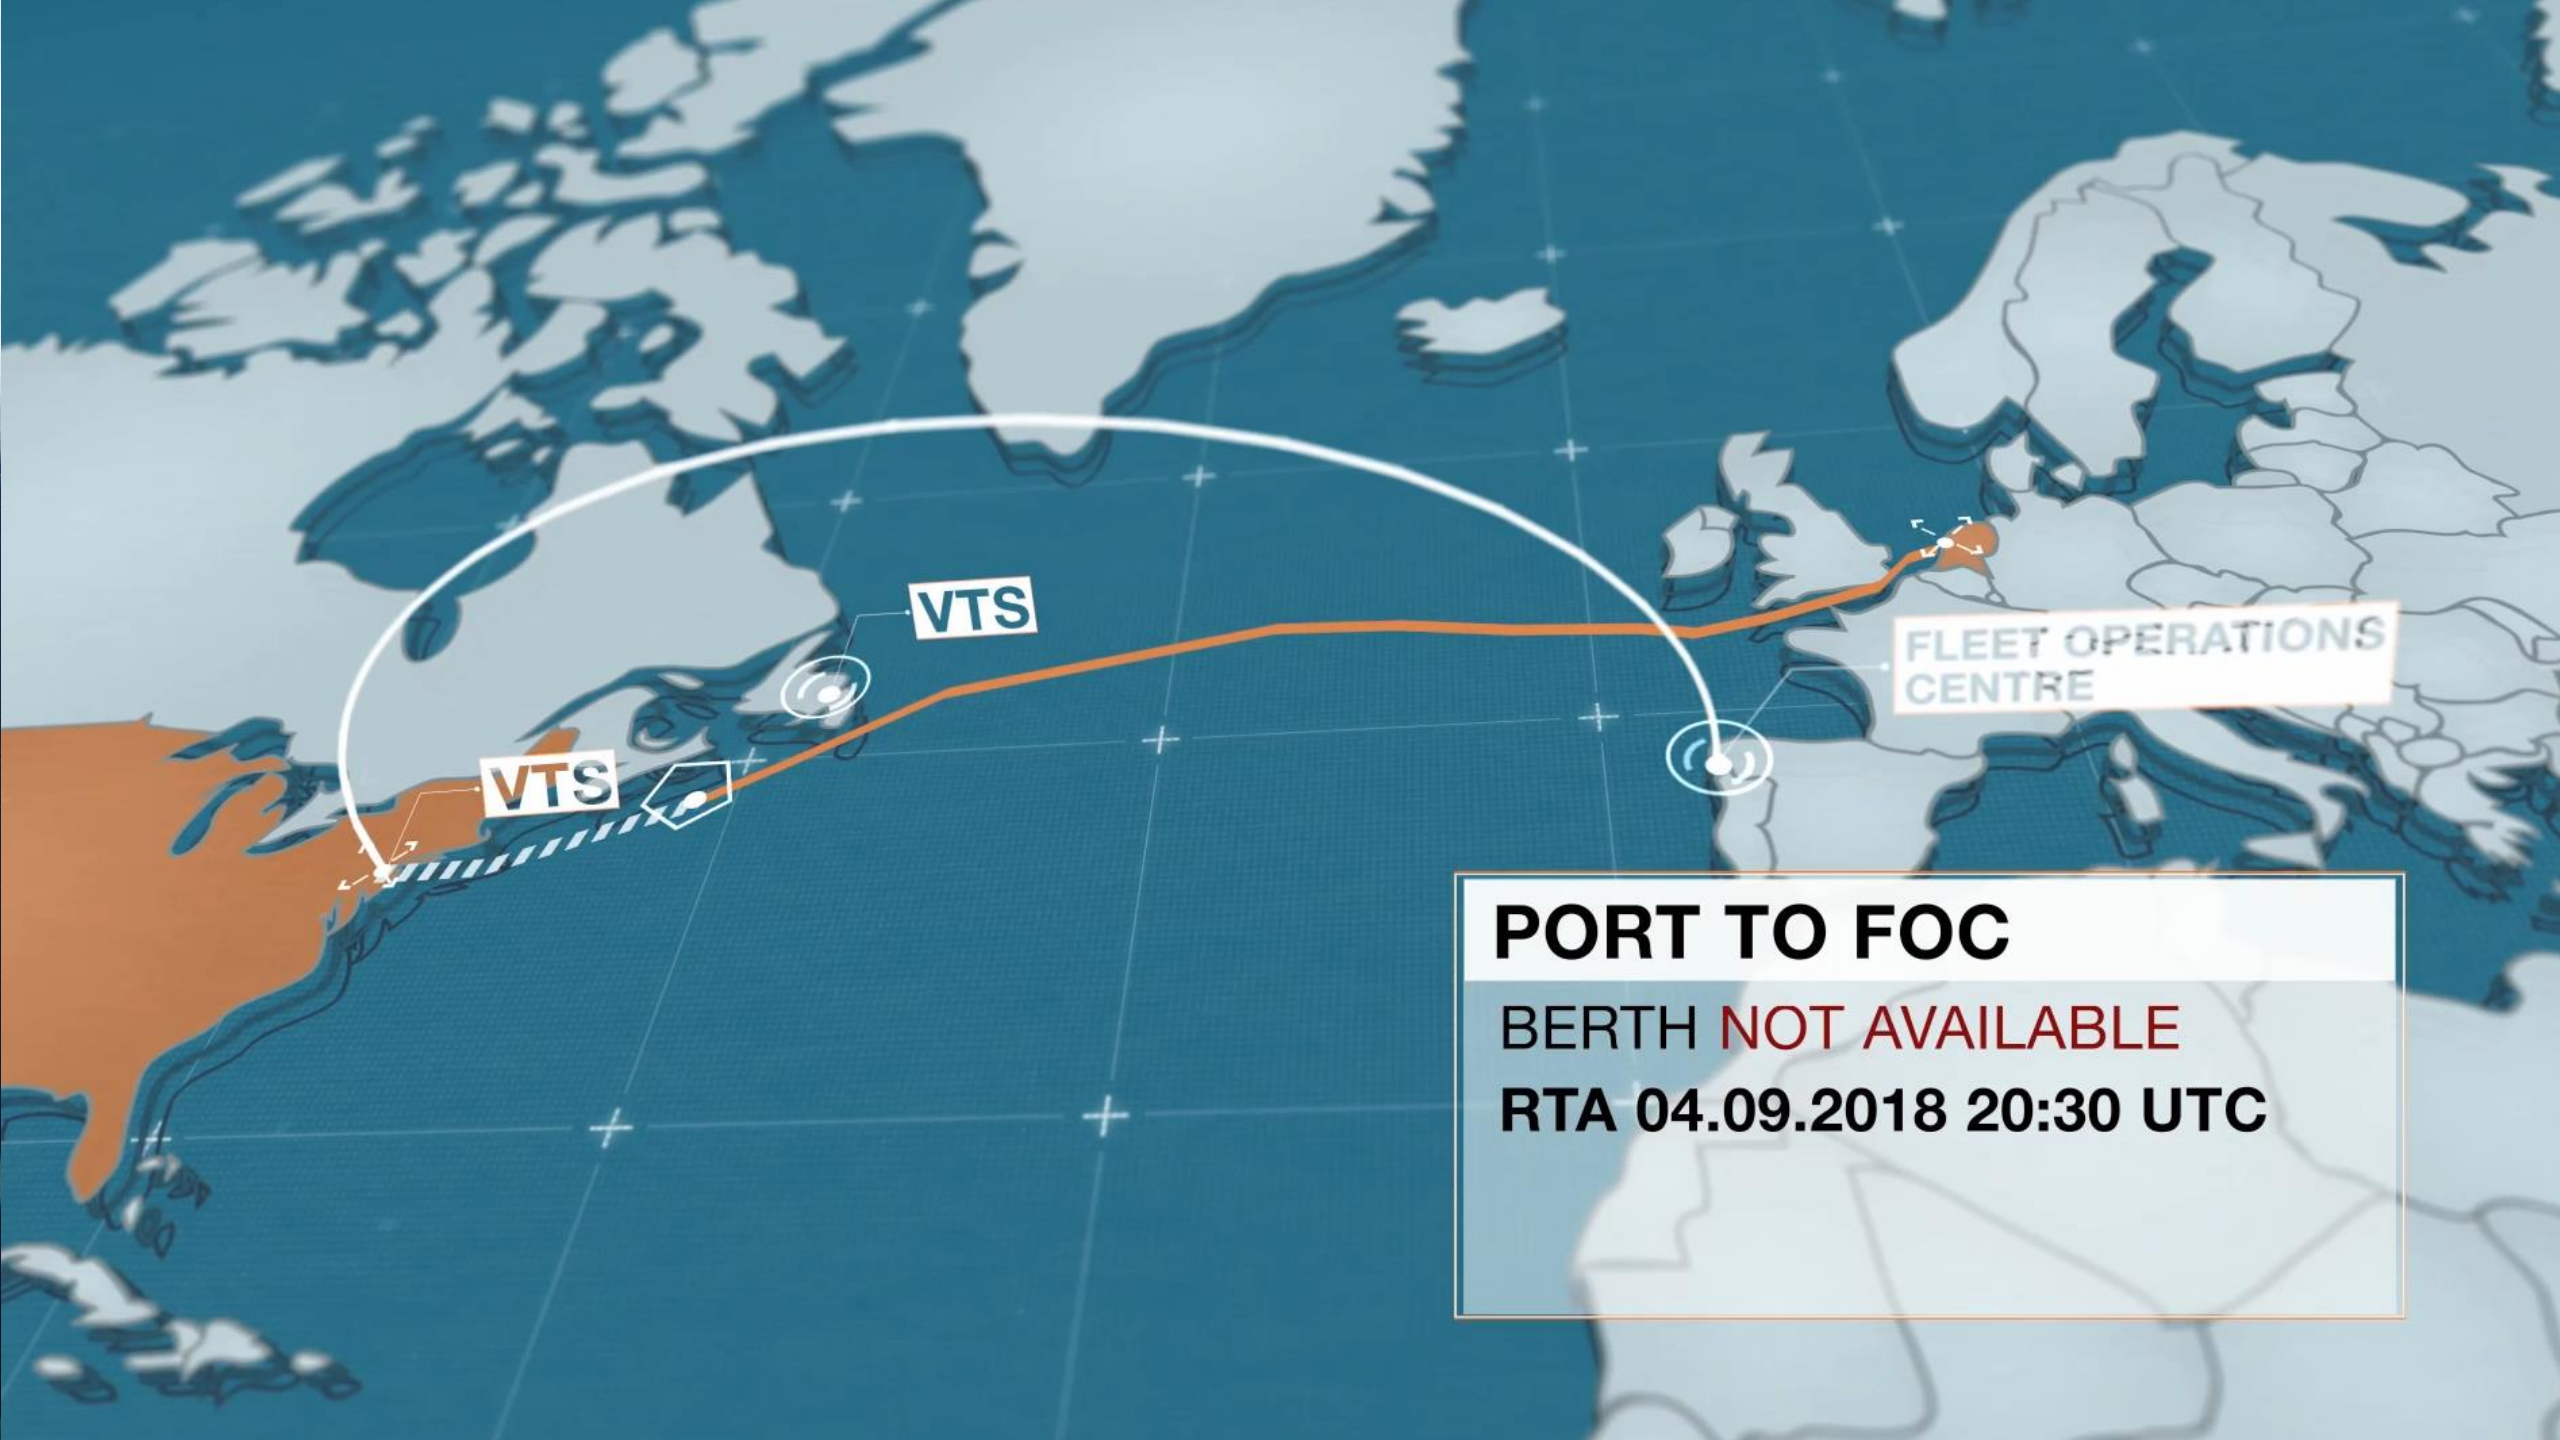 VTS
FLEET OPERATIONS
CENTRE
VTS
PORT TO FOC
BERTH NOT AVAILABLE
RTA 04.09.2018 20:30 UTC